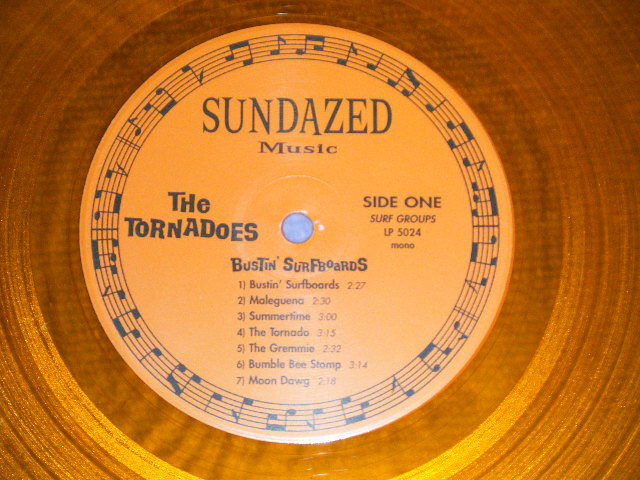 SUNDAZED
Music
THE
TORNADOES
SIDE ONE
SURF GROUPS
LP 5024
mono
BUSTIN' SURFBOARDS
1) Bustin' Surfboards 2:27
2) Maleguena 2:30
3) Summertime 3:00
4) The Tornado 3:15
5) The Gremmie 2:32
6) Bumble Bee Stomp 3:14
7) Moon Dawg 2:18